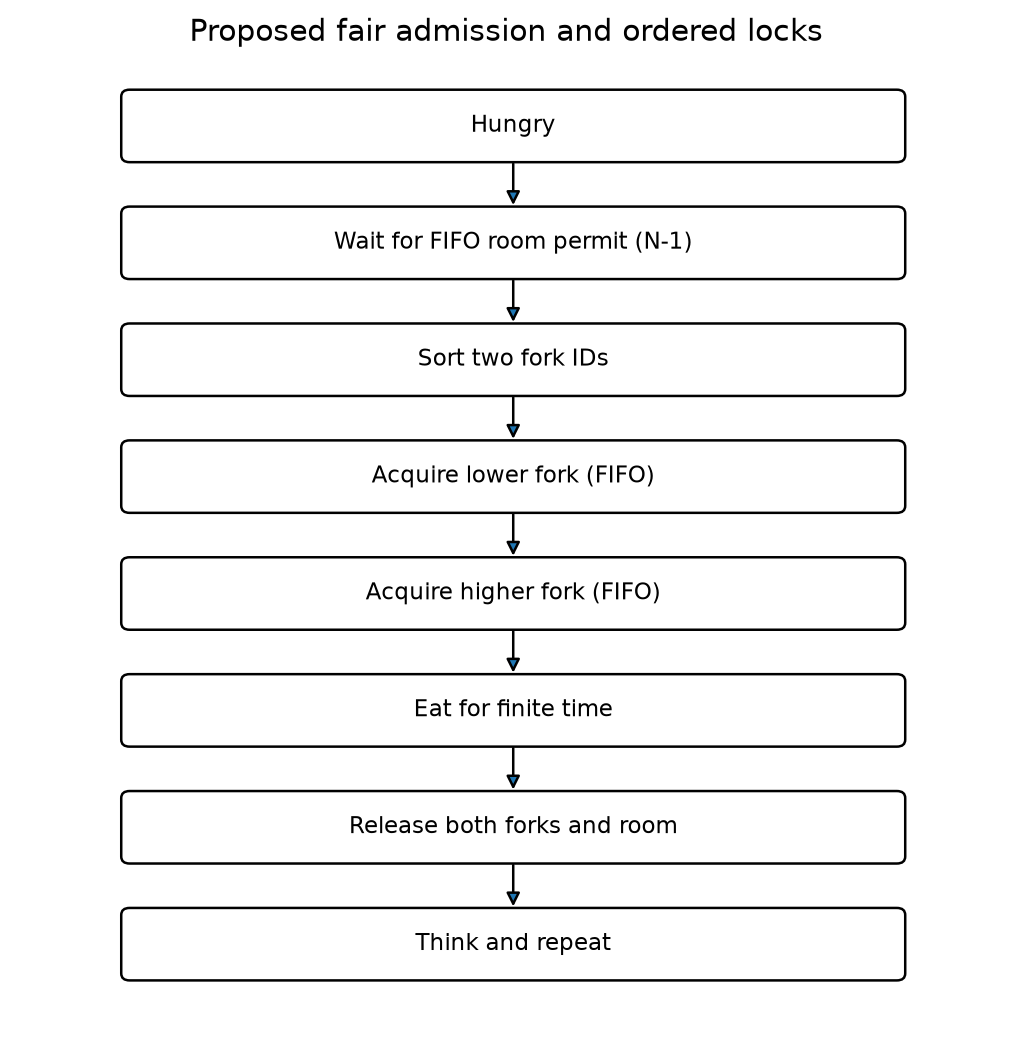 Proposed fair admission and ordered locks
Hungry
Wait for FIFO room permit (N-1)
Sort two fork IDs
Acquire lower fork (FIFO)
Acquire higher fork (FIFO)
Eat for finite time
Release both forks and room
Think and repeat